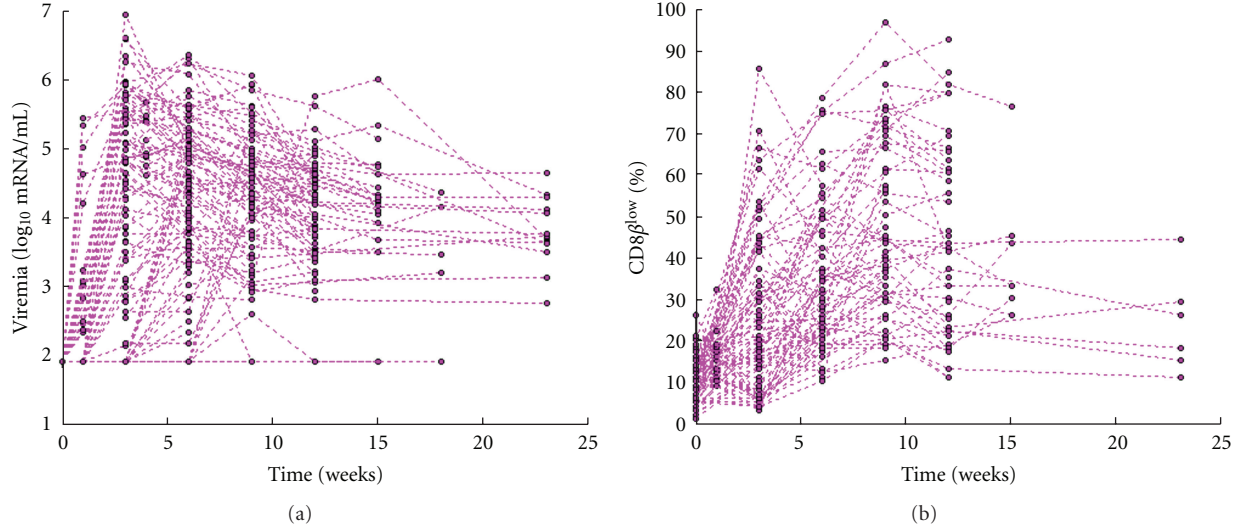 7
6
5
4
3
2
1
Viremia (log₁₀ mRNA/mL)
0 5 10 15 20 25
Time (weeks)
(a)
100
90
80
70
60
50
40
30
20
10
0
CD8β^low (%)
0 5 10 15 20 25
Time (weeks)
(b)